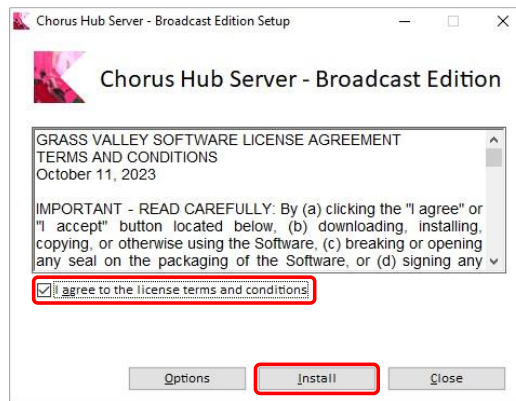 Chorus Hub Server - Broadcast Edition Setup
Chorus Hub Server - Broadcast Edition
GRASS VALLEY SOFTWARE LICENSE AGREEMENT
TERMS AND CONDITIONS
October 11, 2023
IMPORTANT - READ CAREFULLY: By (a) clicking the "I agree" or
"I accept" button located below, (b) downloading, installing,
copying, or otherwise using the Software, (c) breaking or opening
any seal on the packaging of the Software, or (d) signing any
I agree to the license terms and conditions
Options Install Close